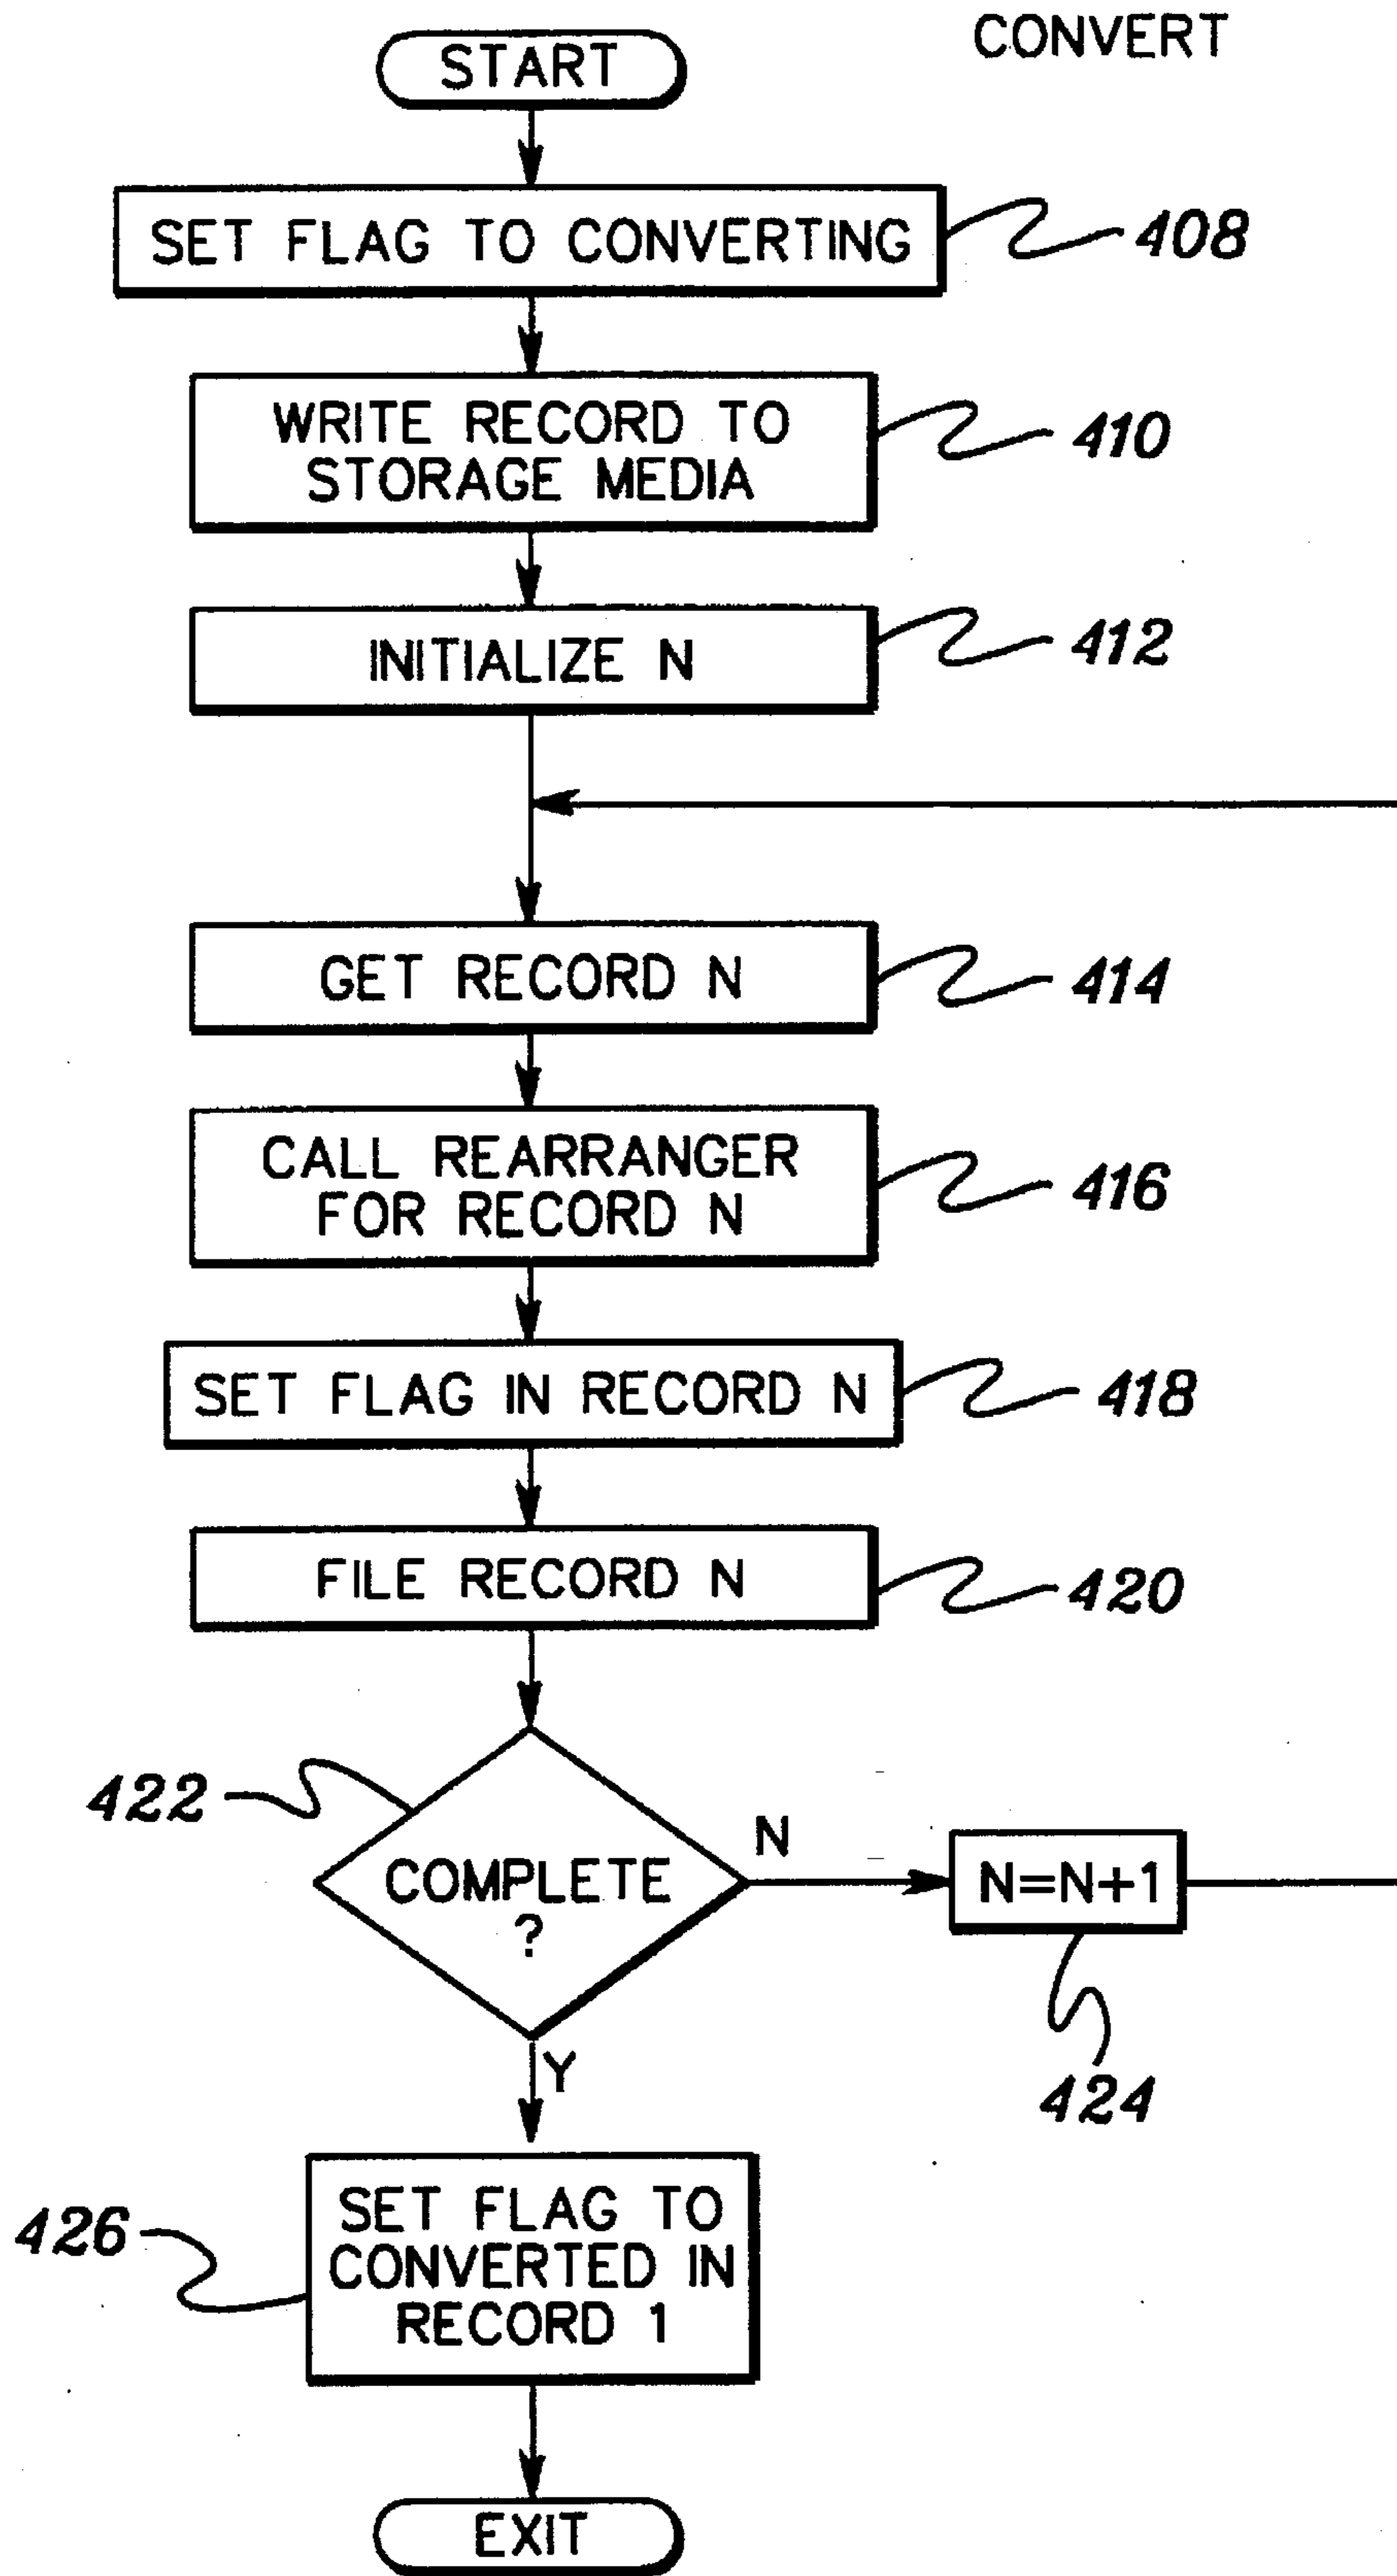 CONVERT
START
SET FLAG TO CONVERTING
408
WRITE RECORD TO
STORAGE MEDIA
410
INITIALIZE N
412
GET RECORD N
414
CALL REARRANGER
FOR RECORD N
416
SET FLAG IN RECORD N
418
FILE RECORD N
420
422
COMPLETE
?
N
N=N+1
424
Y
426
SET FLAG TO
CONVERTED IN
RECORD 1
EXIT